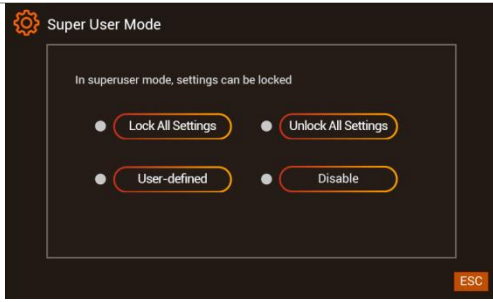 Super User Mode
In superuser mode, settings can be locked
Lock All Settings
Unlock All Settings
User-defined
Disable
ESC